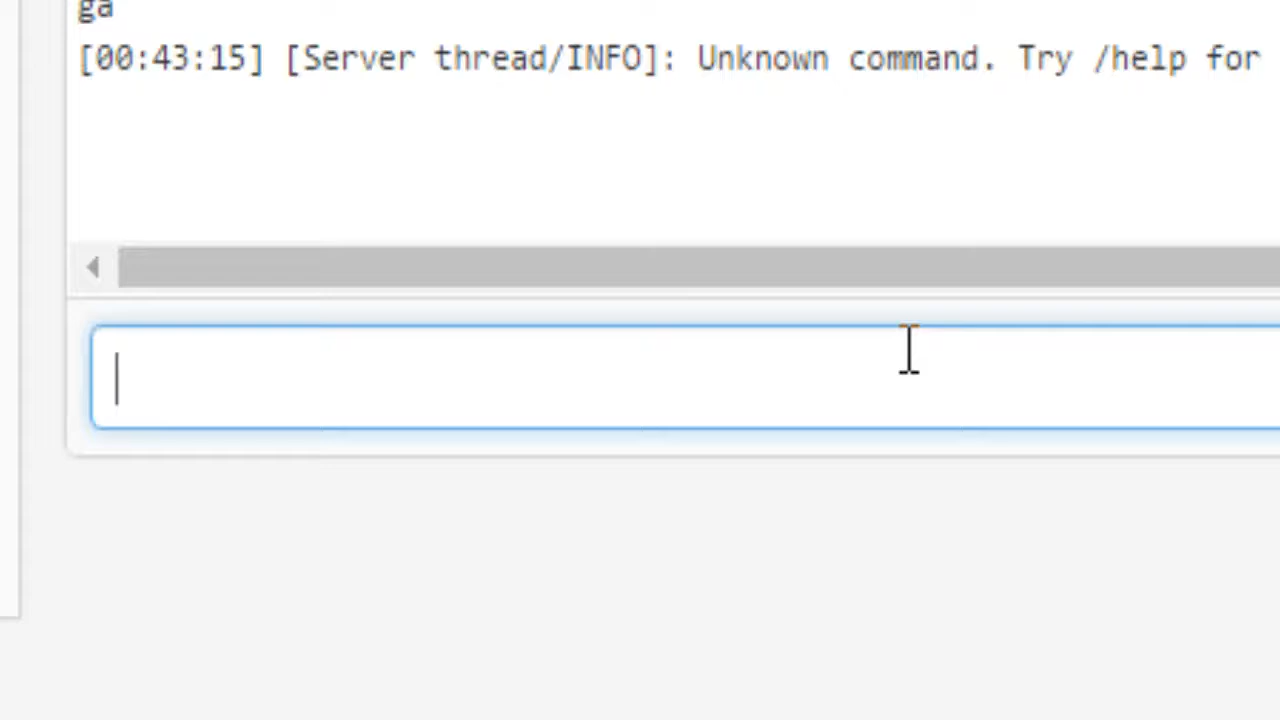 ga
[00:43:15] [Server thread/INFO]: Unknown command. Try /help for